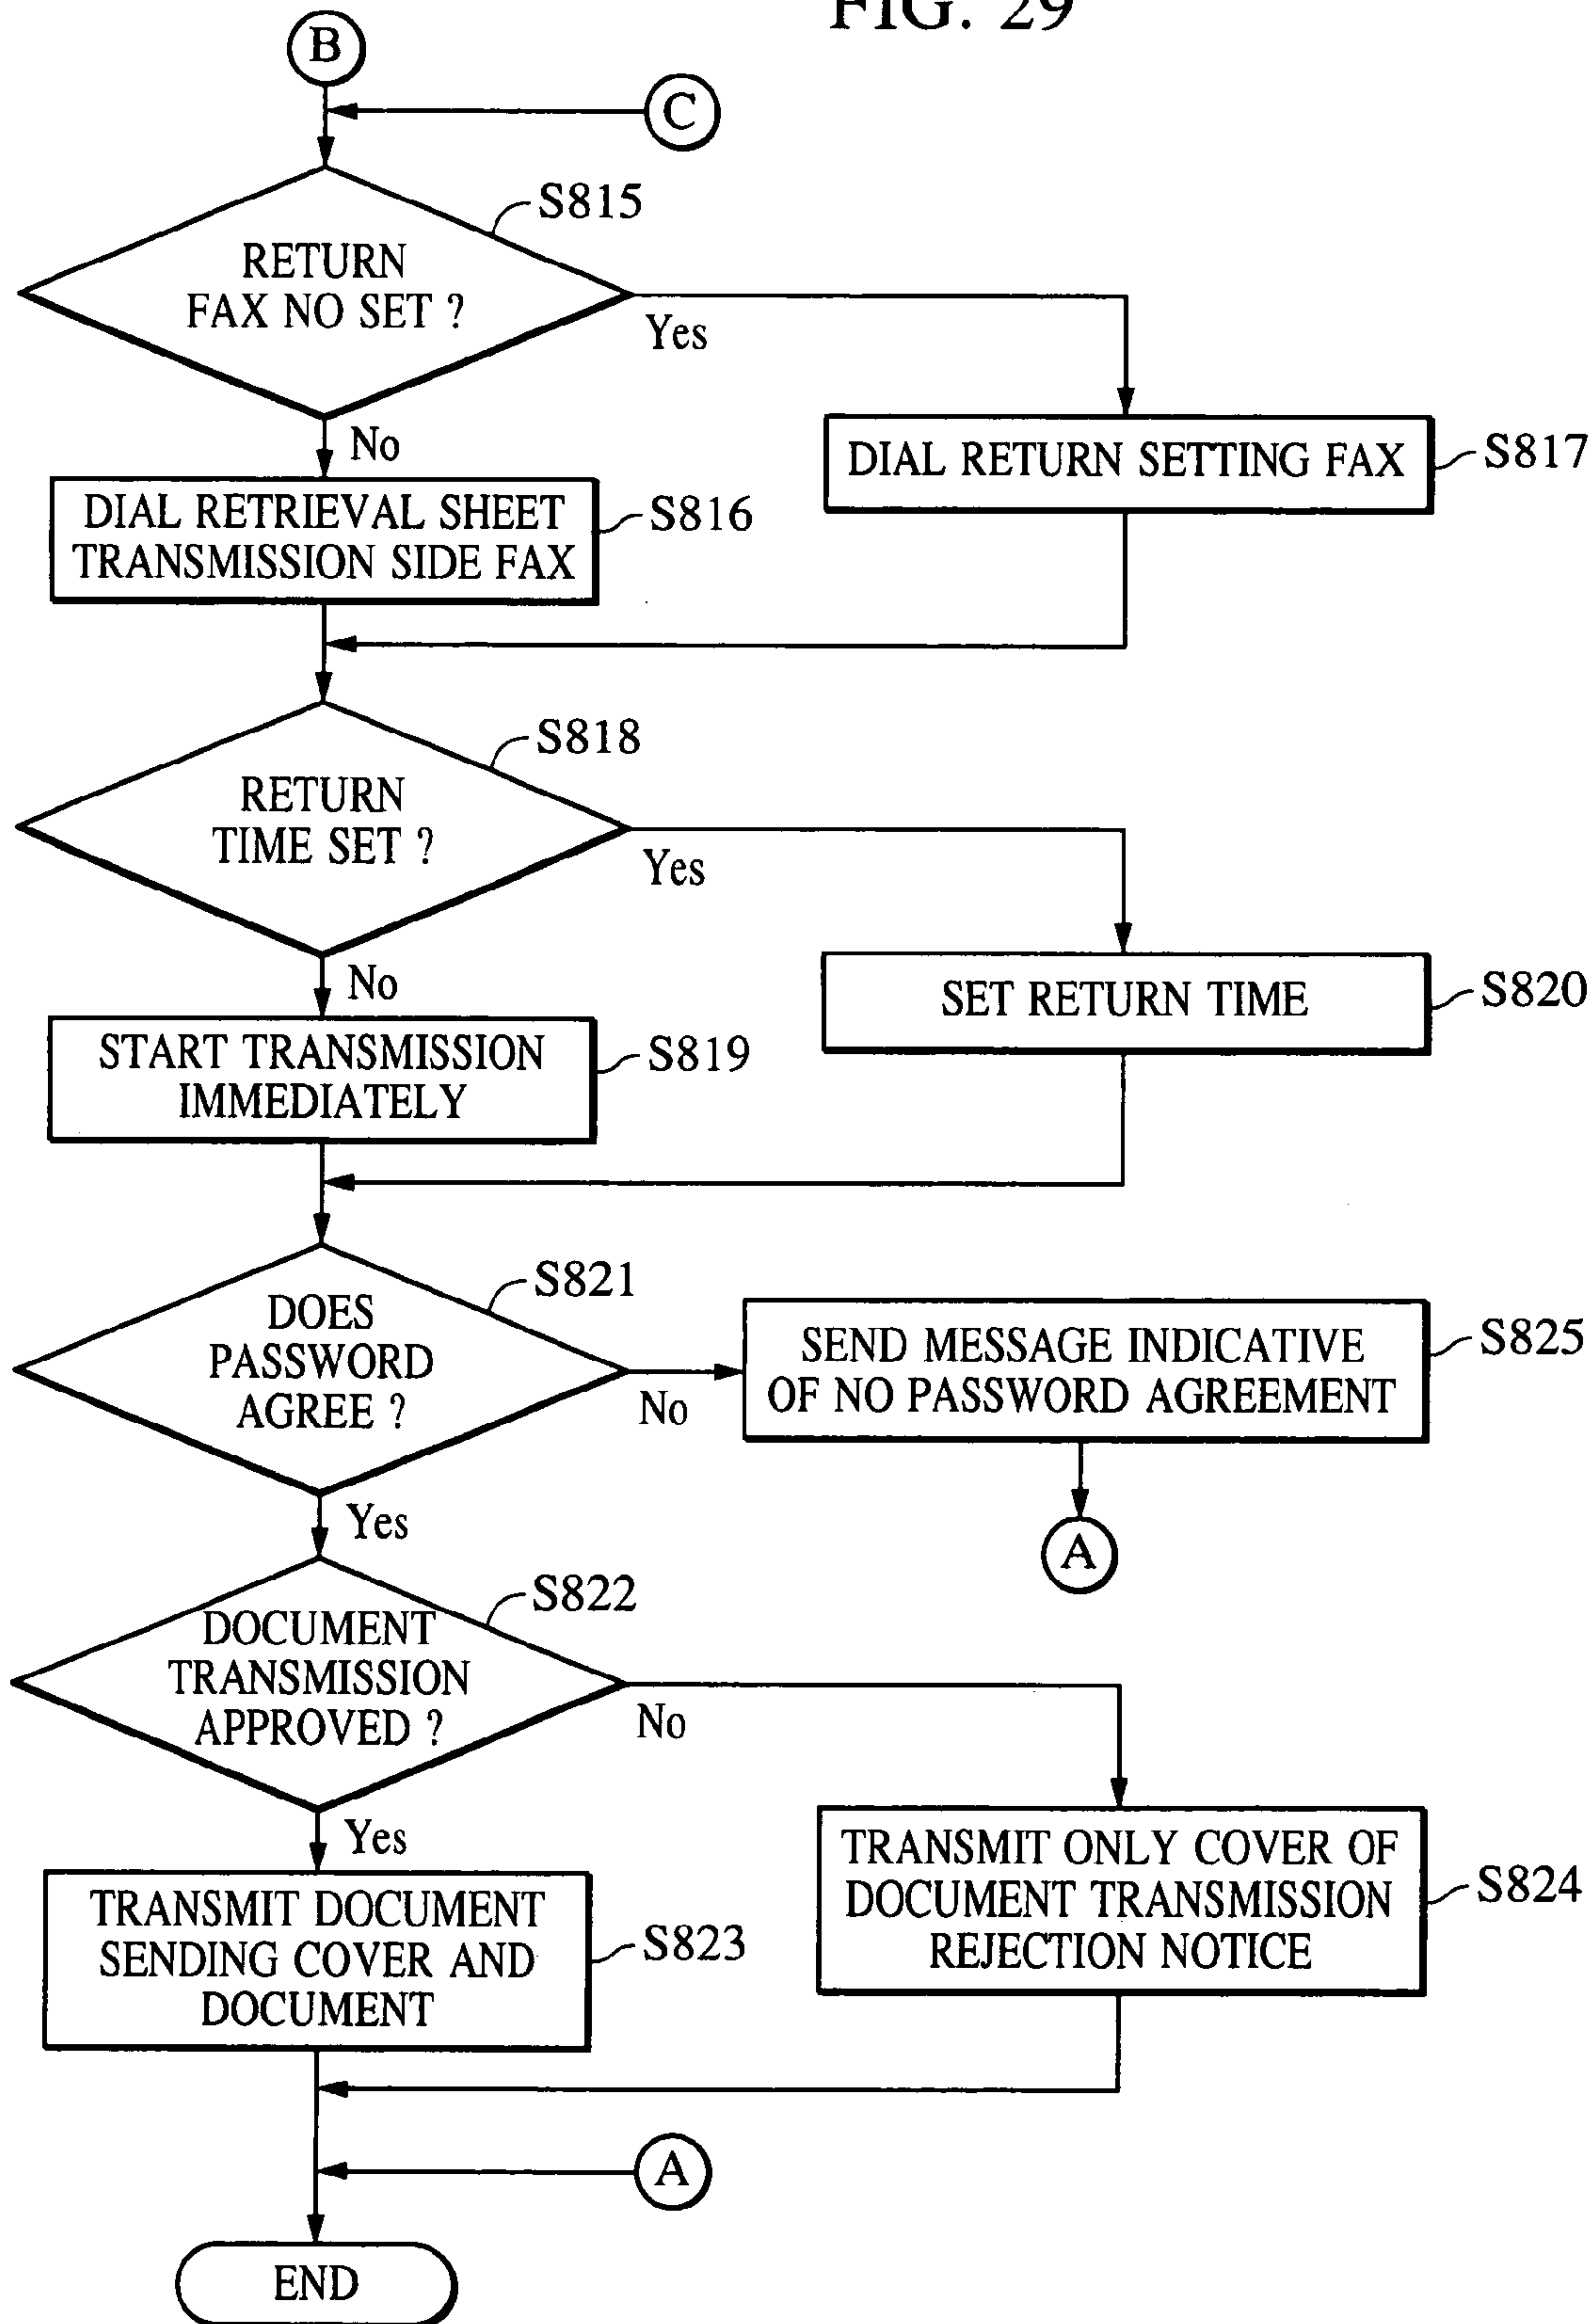 FIG. 29
B
C
S815
RETURN
FAX NO SET ?
Yes
No
DIAL RETURN SETTING FAX
S817
DIAL RETRIEVAL SHEET
TRANSMISSION SIDE FAX
S816
S818
RETURN
TIME SET ?
Yes
No
SET RETURN TIME
S820
START TRANSMISSION
IMMEDIATELY
S819
S821
DOES
PASSWORD
AGREE ?
No
SEND MESSAGE INDICATIVE
OF NO PASSWORD AGREEMENT
S825
A
Yes
S822
DOCUMENT
TRANSMISSION
APPROVED ?
No
Yes
TRANSMIT ONLY COVER OF
DOCUMENT TRANSMISSION
REJECTION NOTICE
S824
TRANSMIT DOCUMENT
SENDING COVER AND
DOCUMENT
S823
A
END